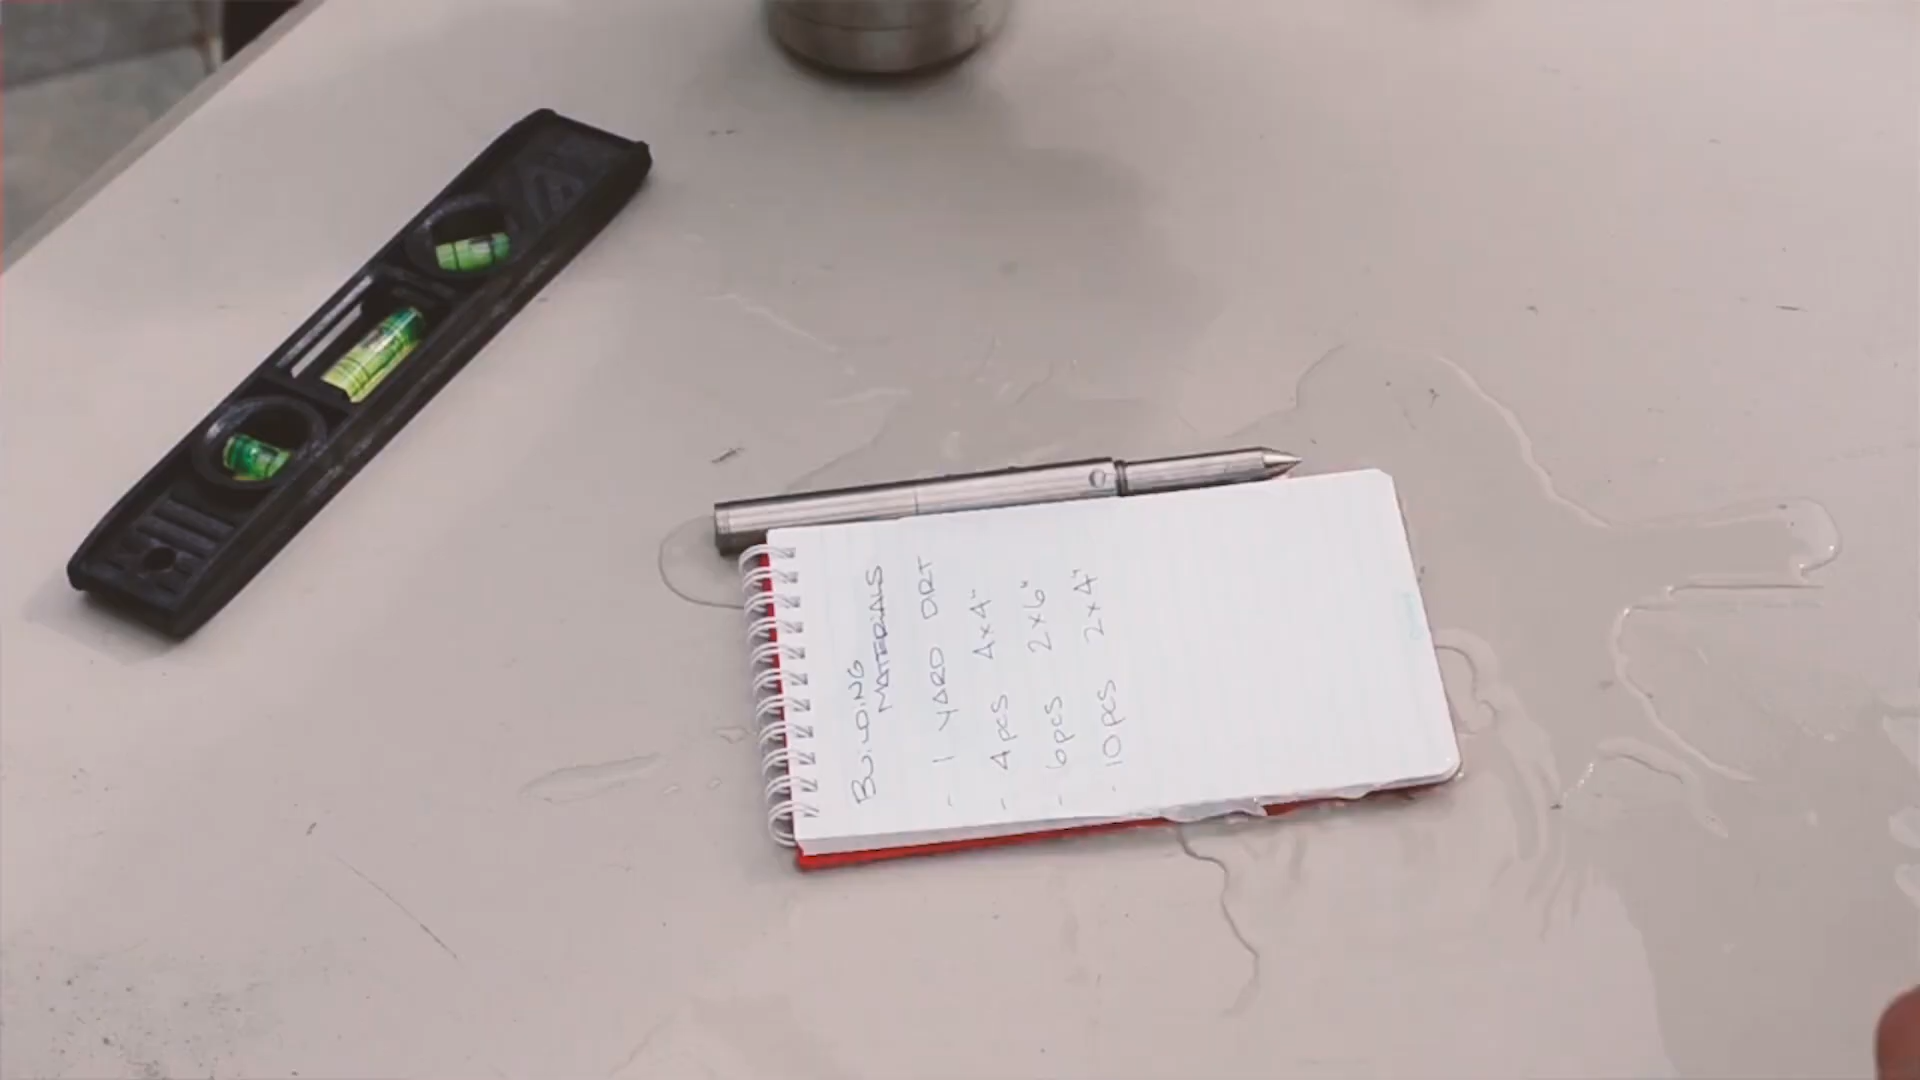 BUILDING
MATERIALS
- 1 YARD DIRT
- 4pcs 4x4"
- 6pcs 2x6"
- 10pcs 2x4"